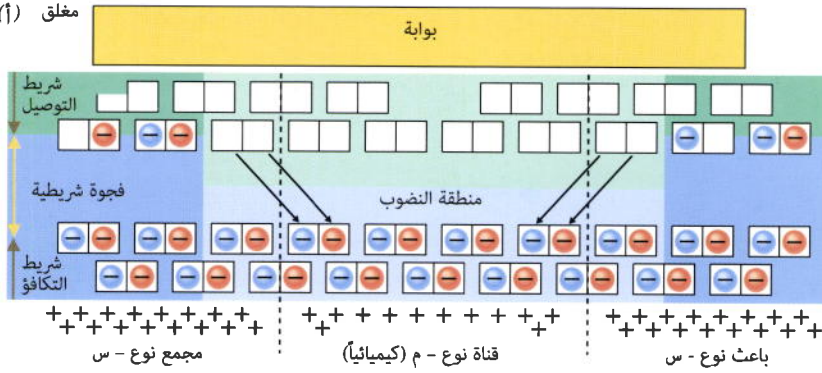 (أ) مغلق
بوابة
شريط
التوصيل
فجوة شريطية
منطقة النضوب
شريط
التكافؤ
مجمع نوع – س
قناة نوع – م (كيميائياً)
باعث نوع - س